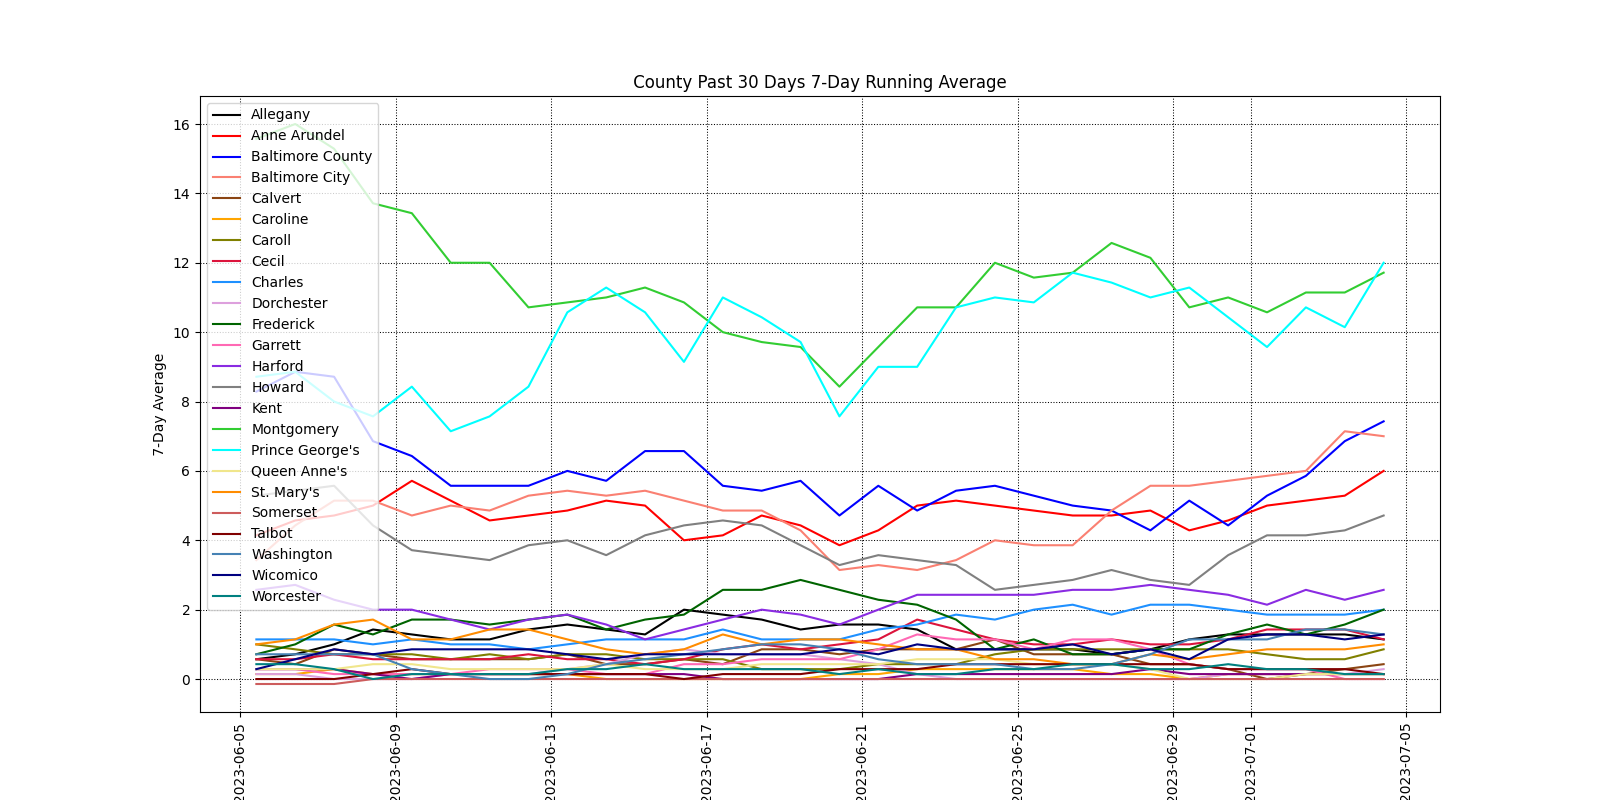 County Past 30 Days 7-Day Running Average
7-Day Average
16
14
12
10
8
6
4
2
0
Allegany
Anne Arundel
Baltimore County
Baltimore City
Calvert
Caroline
Caroll
Cecil
Charles
Dorchester
Frederick
Garrett
Harford
Howard
Kent
Montgomery
Prince George's
Queen Anne's
St. Mary's
Somerset
Talbot
Washington
Wicomico
Worcester
2023-06-05
2023-06-09
2023-06-13
2023-06-17
2023-06-21
2023-06-25
2023-06-29
2023-07-01
2023-07-05